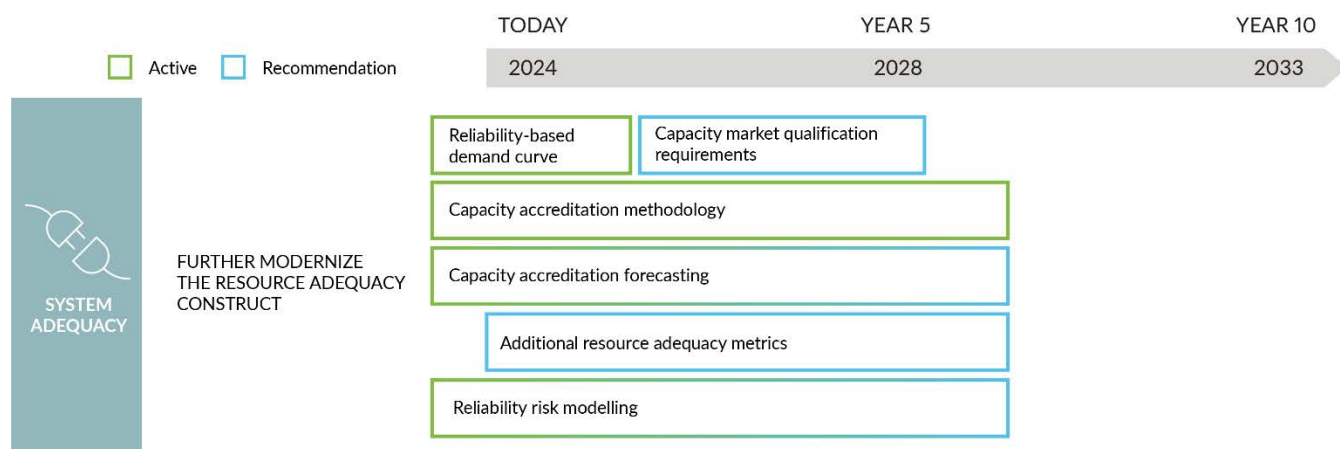 TODAY
YEAR 5
YEAR 10
Active
Recommendation
2024
2028
2033
Reliability-based
demand curve
Capacity market qualification
requirements
Capacity accreditation methodology
SYSTEM
ADEQUACY
FURTHER MODERNIZE
THE RESOURCE ADEQUACY
CONSTRUCT
Capacity accreditation forecasting
Additional resource adequacy metrics
Reliability risk modelling